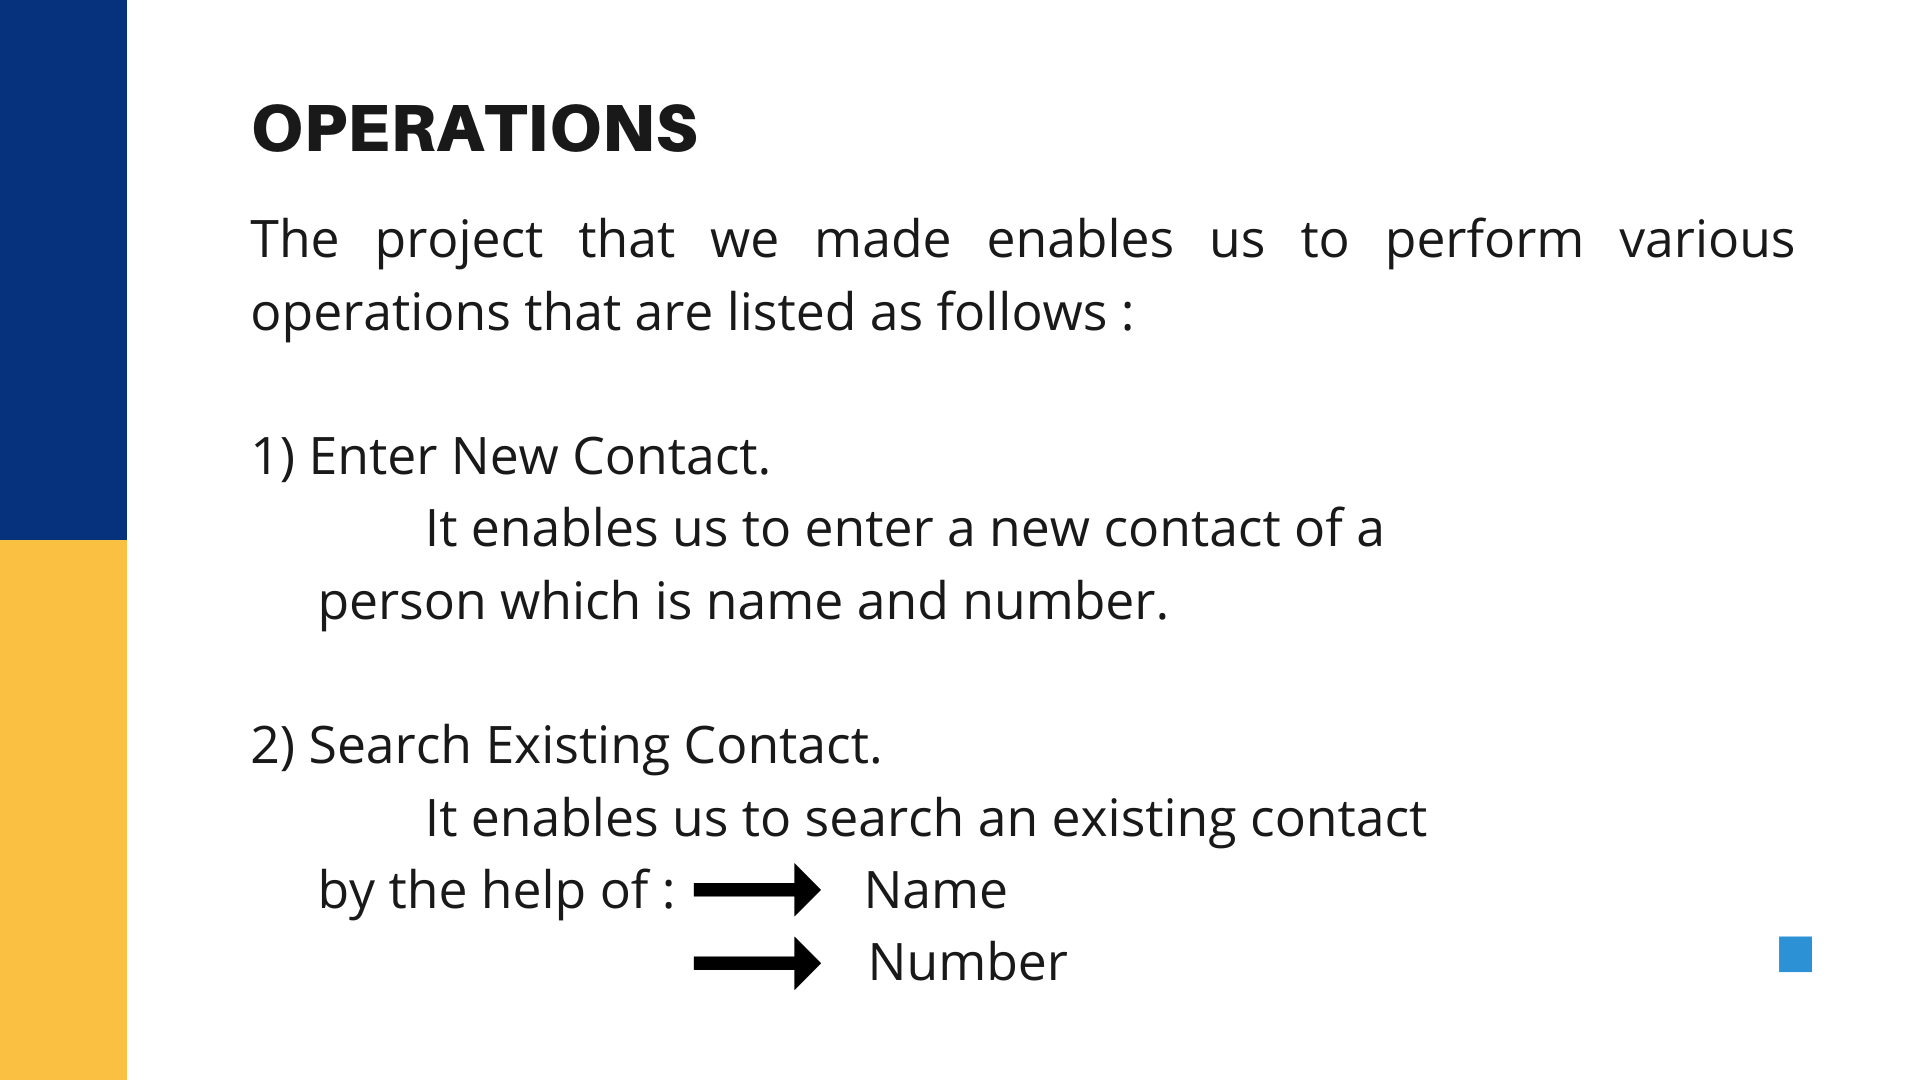 OPERATIONS
The project that we made enables us to perform various
operations that are listed as follows :
1) Enter New Contact.
It enables us to enter a new contact of a
person which is name and number.
2) Search Existing Contact.
It enables us to search an existing contact
by the help of : Name
Number